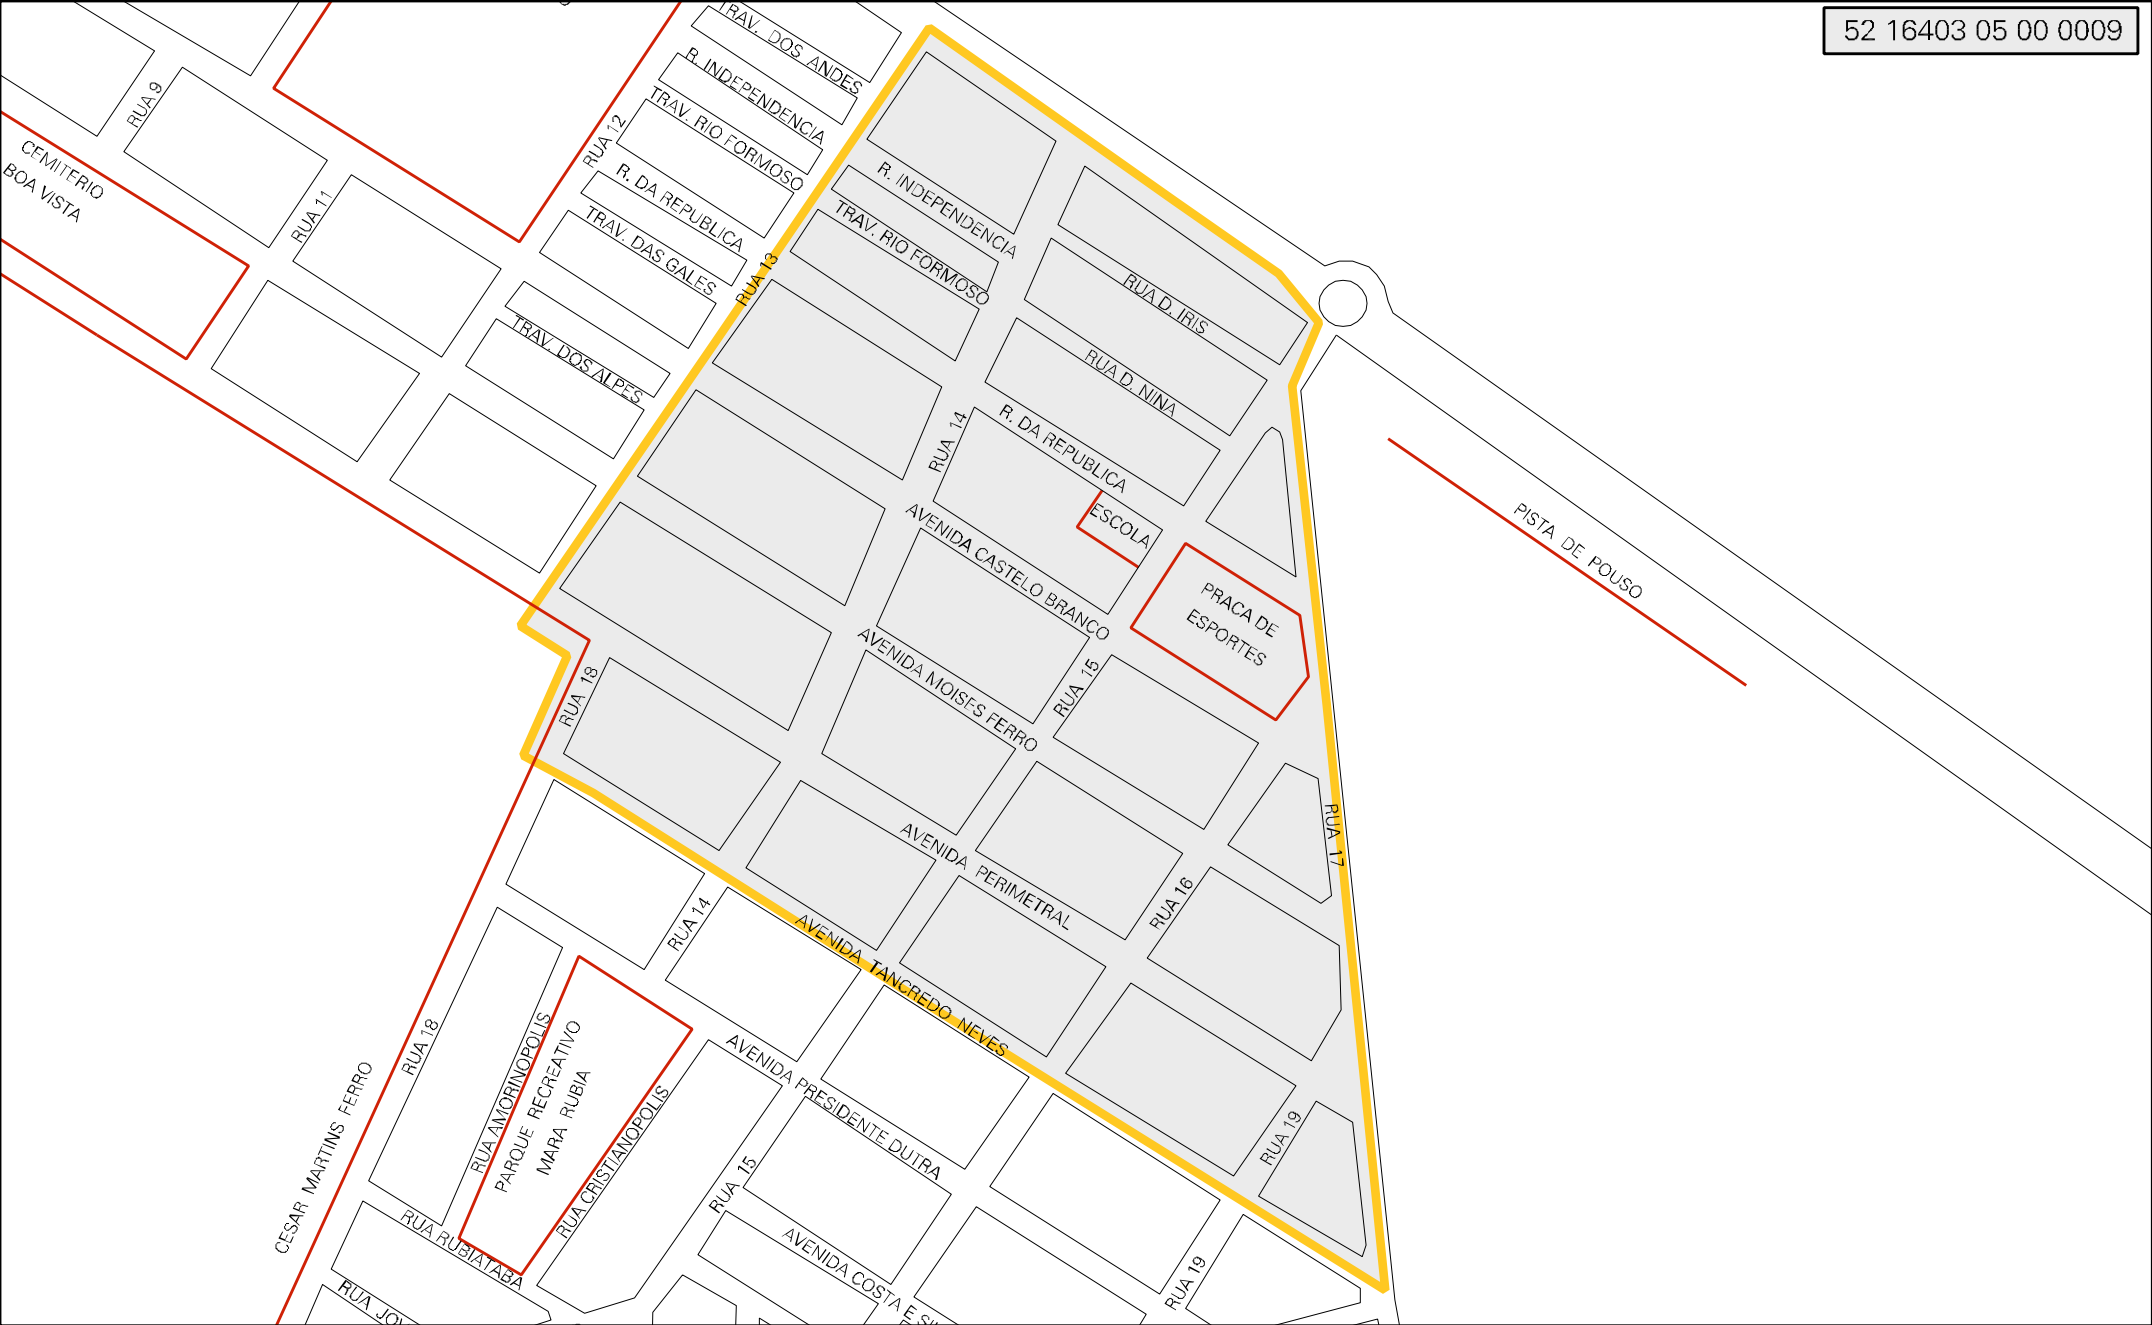 52 16403 05 00 0009
TRAV. DOS ANDES
R. INDEPENDENCIA
TRAV. RIO FORMOSO
RUA 9
RUA 12
CEMITERIO
BOA VISTA
R. DA REPUBLICA
RUA 11
TRAV. DAS GALES
TRAV. DOS ALPES
RUA 13
R. INDEPENDENCIA
TRAV. RIO FORMOSO
RUA D. IRIS
RUA D. NINA
R. DA REPUBLICA
RUA 14
ESCOLA
AVENIDA CASTELO BRANCO
PRACA DE
ESPORTES
PISTA DE POUSO
AVENIDA MOISES FERRO
RUA 15
RUA 18
RUA 17
AVENIDA PERIMETRAL
RUA 16
RUA 14
AVENIDA TANCREDO NEVES
RUA 18
RUA AMORINOPOLIS
PARQUE RECREATIVO
MARA RUBIA
RUA CRISTIANOPOLIS
AVENIDA PRESIDENTE DUTRA
RUA 19
CESAR MARTINS FERRO
RUA 15
RUA RUBIATABA
AVENIDA COSTA E
RUA 19
RUA